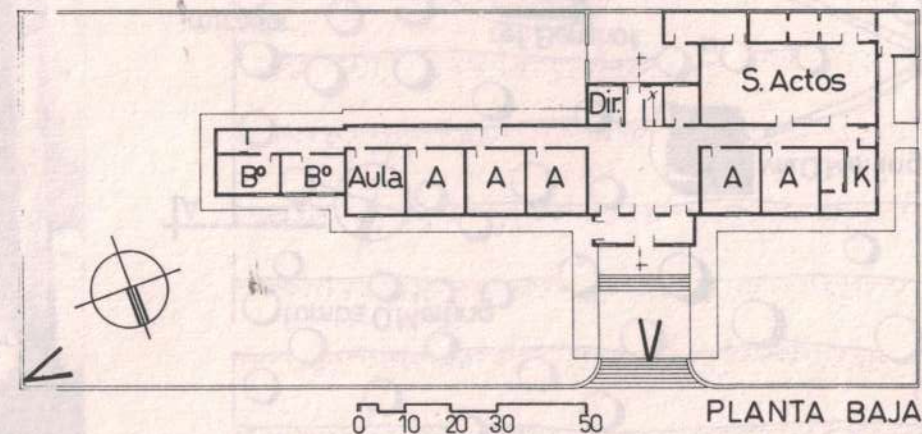 S. Actos
Dir.
Bº Bº Aula A A A A A K
0 10 20 30 50
PLANTA BAJA